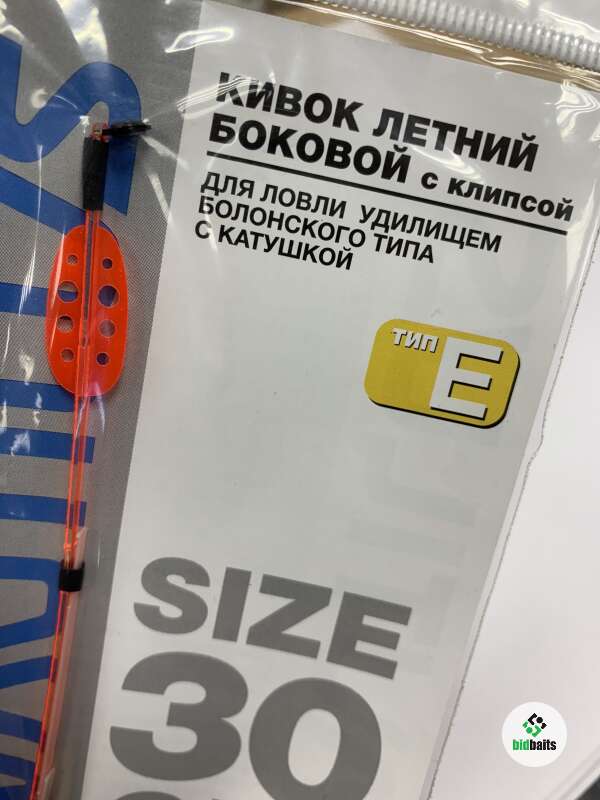 КИВОК ЛЕТНИЙ
БОКОВОЙ с клипсой
ДЛЯ ЛОВЛИ УДИЛИЩЕМ
БОЛОНСКОГО ТИПА
С КАТУШКОЙ
ТИП
E
SIZE
30
bidbaits